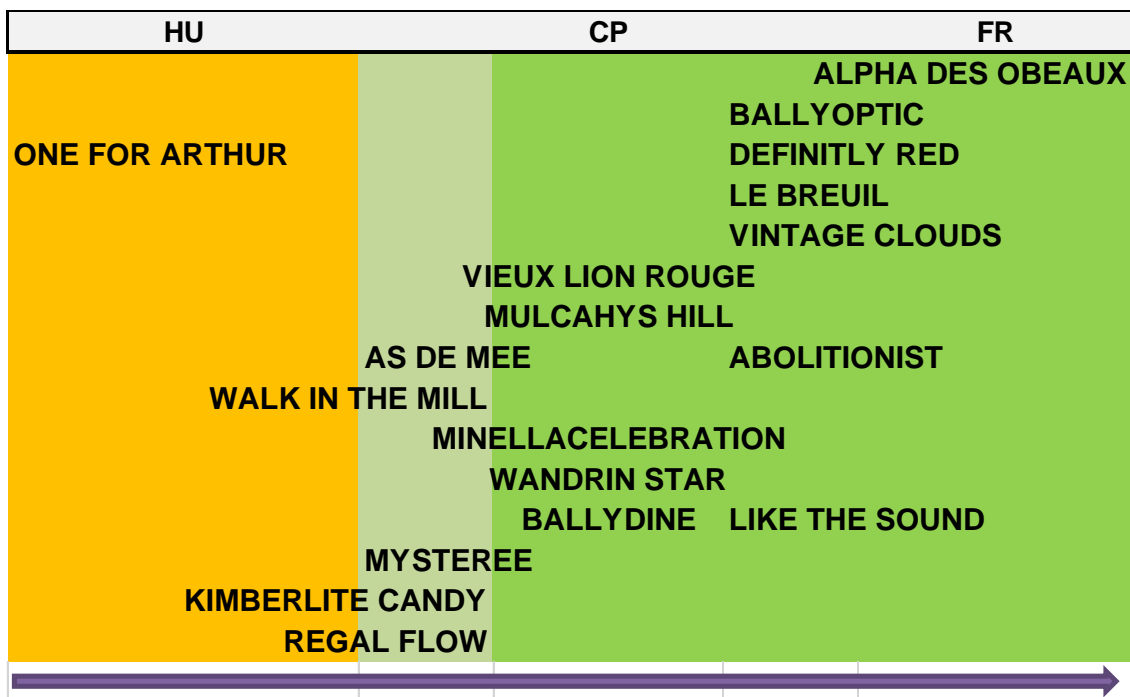 HU CP FR
ALPHA DES OBEAUX
BALLYOPTIC
ONE FOR ARTHUR DEFINITLY RED
LE BREUIL
VINTAGE CLOUDS
VIEUX LION ROUGE
MULCAHYS HILL
AS DE MEE ABOLITIONIST
WALK IN THE MILL
MINELLACELEBRATION
WANDRIN STAR
BALLYDINE LIKE THE SOUND
MYSTEREE
KIMBERLITE CANDY
REGAL FLOW